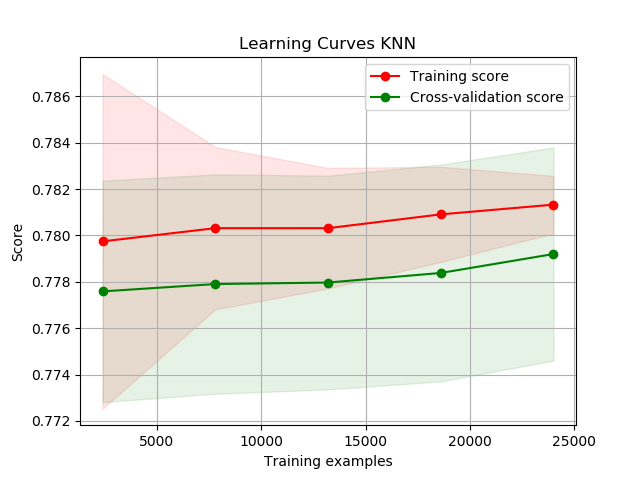 Learning Curves KNN
Training score
Cross-validation score
0.786
0.784
0.782
0.780
0.778
0.776
0.774
0.772
Score
5000 10000 15000 20000 25000
Training examples